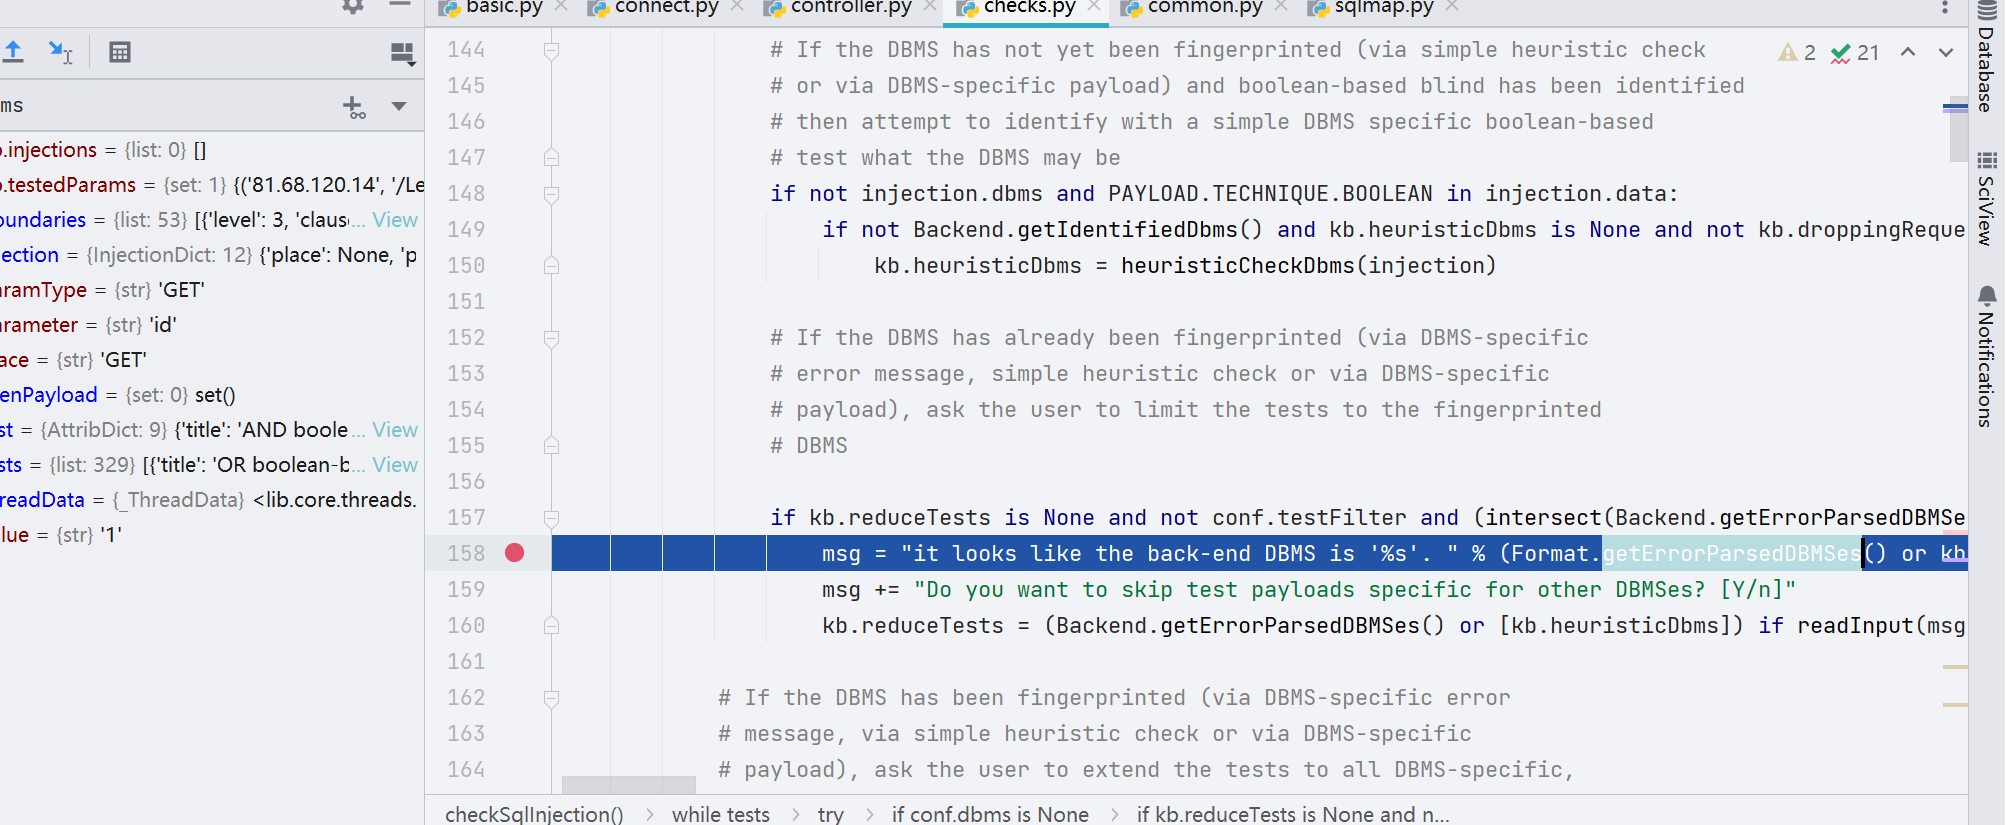 basic.py connect.py controller.py checks.py common.py sqlmap.py
ms
.injections = {list: 0} []
.testedParams = {set: 1} {('81.68.120.14', '/Le
oundaries = {list: 53} [{'level': 3, 'claus... View
ection = {InjectionDict: 12} {'place': None, 'p
aramType = {str} 'GET'
arameter = {str} 'id'
ace = {str} 'GET'
enPayload = {set: 0} set()
st = {AttribDict: 9} {'title': 'AND boole... View
sts = {list: 329} [{'title': 'OR boolean-b... View
readData = {_ThreadData} <lib.core.threads.
lue = {str} '1'
144 # If the DBMS has not yet been fingerprinted (via simple heuristic check
145 # or via DBMS-specific payload) and boolean-based blind has been identified
146 # then attempt to identify with a simple DBMS specific boolean-based
147 # test what the DBMS may be
148 if not injection.dbms and PAYLOAD.TECHNIQUE.BOOLEAN in injection.data:
149 if not Backend.getIdentifiedDbms() and kb.heuristicDbms is None and not kb.droppingReque
150 kb.heuristicDbms = heuristicCheckDbms(injection)
151
152 # If the DBMS has already been fingerprinted (via DBMS-specific
153 # error message, simple heuristic check or via DBMS-specific
154 # payload), ask the user to limit the tests to the fingerprinted
155 # DBMS
156
157 if kb.reduceTests is None and not conf.testFilter and (intersect(Backend.getErrorParsedDBMSe
158 msg = "it looks like the back-end DBMS is '%s'. " % (Format.getErrorParsedDBMSes() or kb
159 msg += "Do you want to skip test payloads specific for other DBMSes? [Y/n]"
160 kb.reduceTests = (Backend.getErrorParsedDBMSes() or [kb.heuristicDbms]) if readInput(msg
161
162 # If the DBMS has been fingerprinted (via DBMS-specific error
163 # message, via simple heuristic check or via DBMS-specific
164 # payload), ask the user to extend the tests to all DBMS-specific,
2 21
checkSqlInjection() > while tests > try > if conf.dbms is None > if kb.reduceTests is None and n...
Database
SciView
Notifications